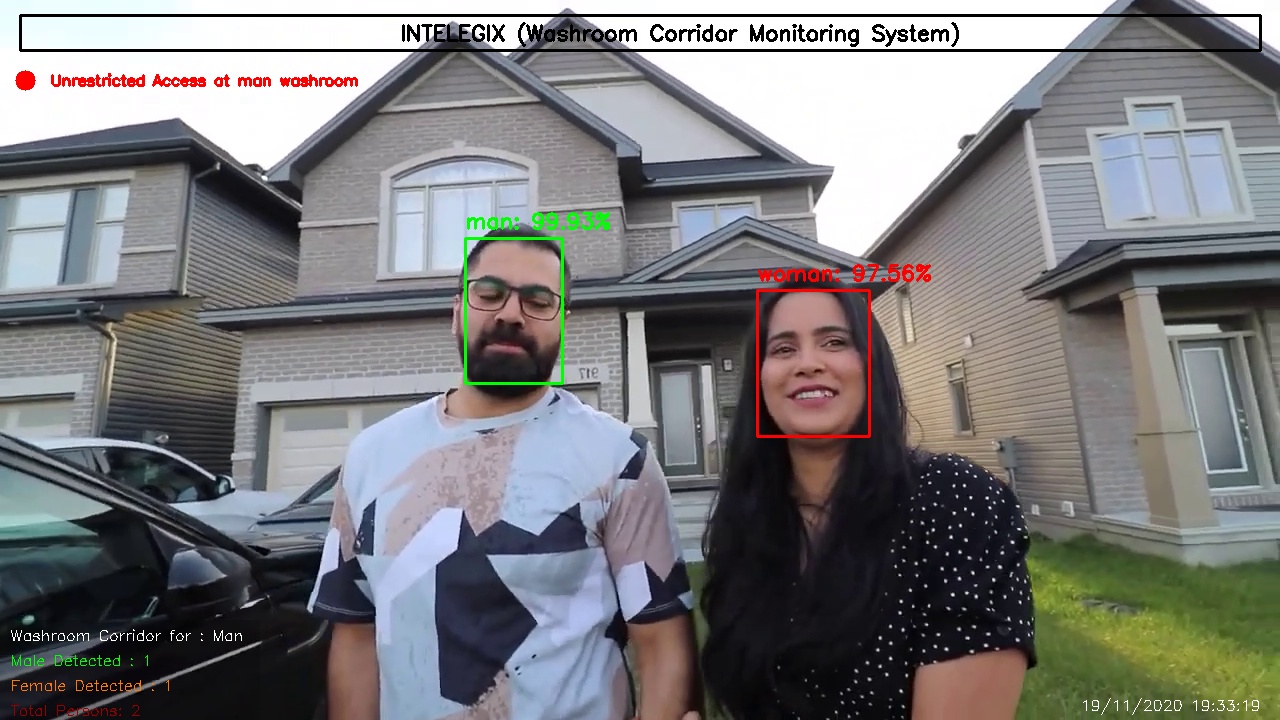 INTELEGIX (Washroom Corridor Monitoring System)
Unrestricted Access at man washroom
man: 99.93%
woman: 97.56%
917
Washroom Corridor for : Man
Male Detected : 1
Female Detected : 1
Total Persons: 2
19/11/2020 19:33:19